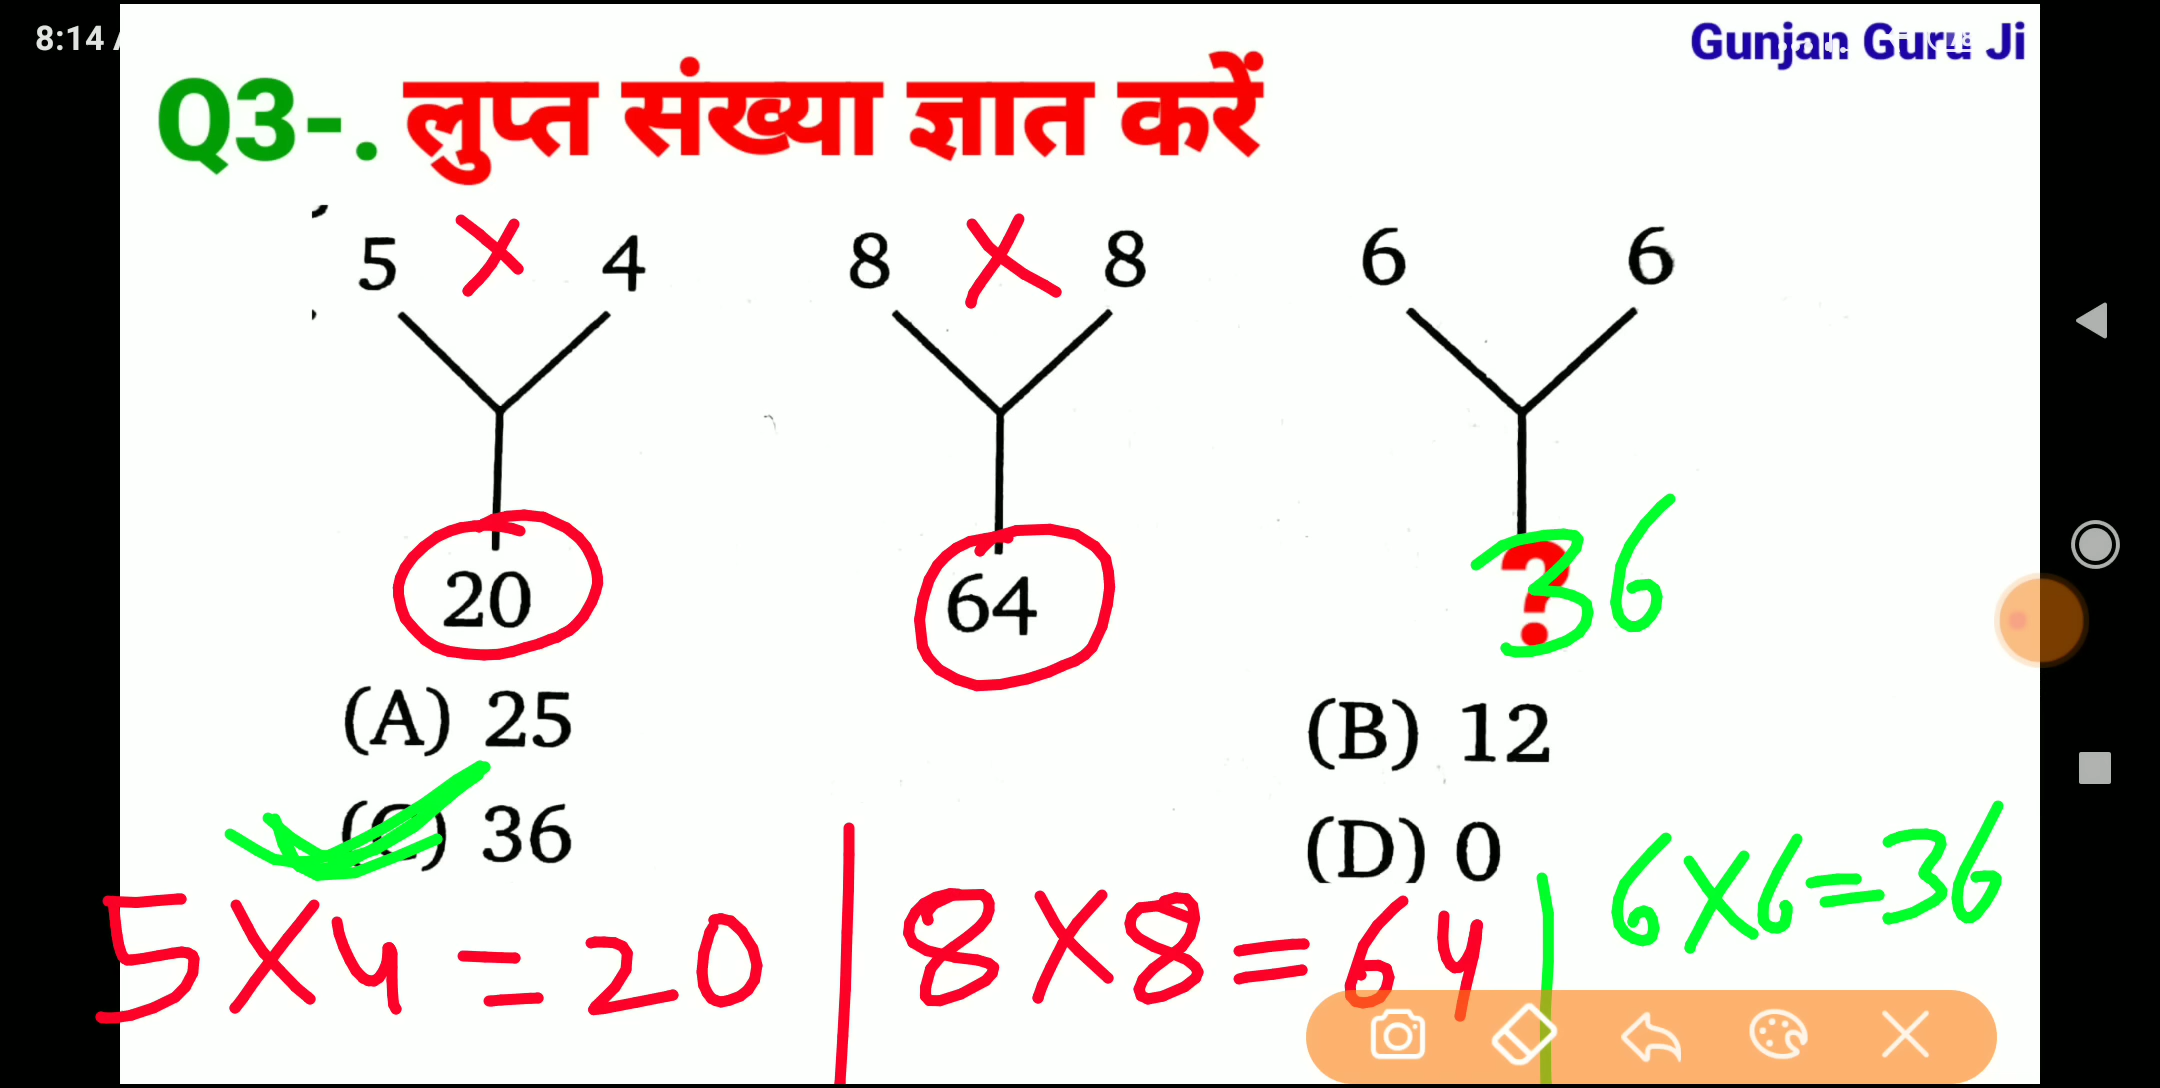 8:14
Gunjan Guru Ji
Q3-. लुप्त संख्या ज्ञात करें
5 X 4 8 X 8 6 6
20 64 ? 36
(A) 25 (B) 12
(C) 36 (D) 0
5X4=20 8X8=64 6X6=36